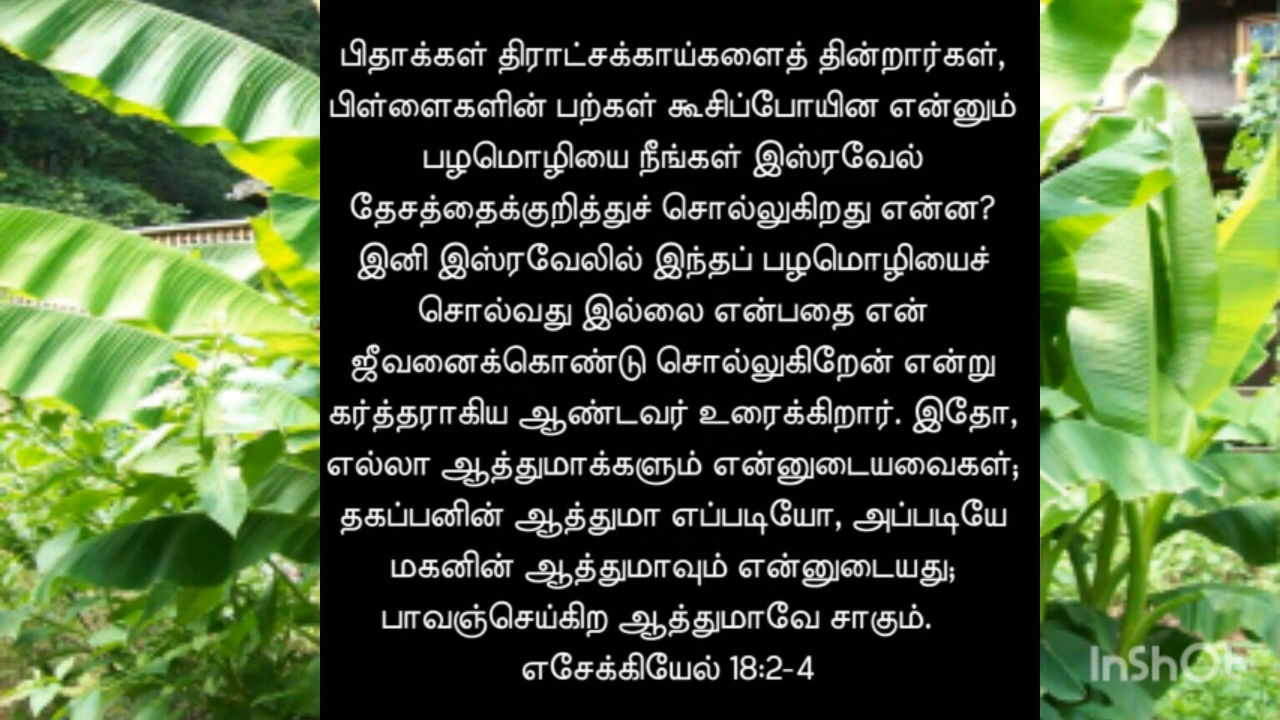 பிதாக்கள் திராட்சக்காய்களைத் தின்றார்கள்,
பிள்ளைகளின் பற்கள் கூசிப்போயின என்னும்
பழமொழியை நீங்கள் இஸ்ரவேல்
தேசத்தைக்குறித்துச் சொல்லுகிறது என்ன?
இனி இஸ்ரவேலில் இந்தப் பழமொழியைச்
சொல்வது இல்லை என்பதை என்
ஜீவனைக்கொண்டு சொல்லுகிறேன் என்று
கர்த்தராகிய ஆண்டவர் உரைக்கிறார். இதோ,
எல்லா ஆத்துமாக்களும் என்னுடையவைகள்;
தகப்பனின் ஆத்துமா எப்படியோ, அப்படியே
மகனின் ஆத்துமாவும் என்னுடையது;
பாவஞ்செய்கிற ஆத்துமாவே சாகும்.
எசேக்கியேல் 18:2-4
InShOt